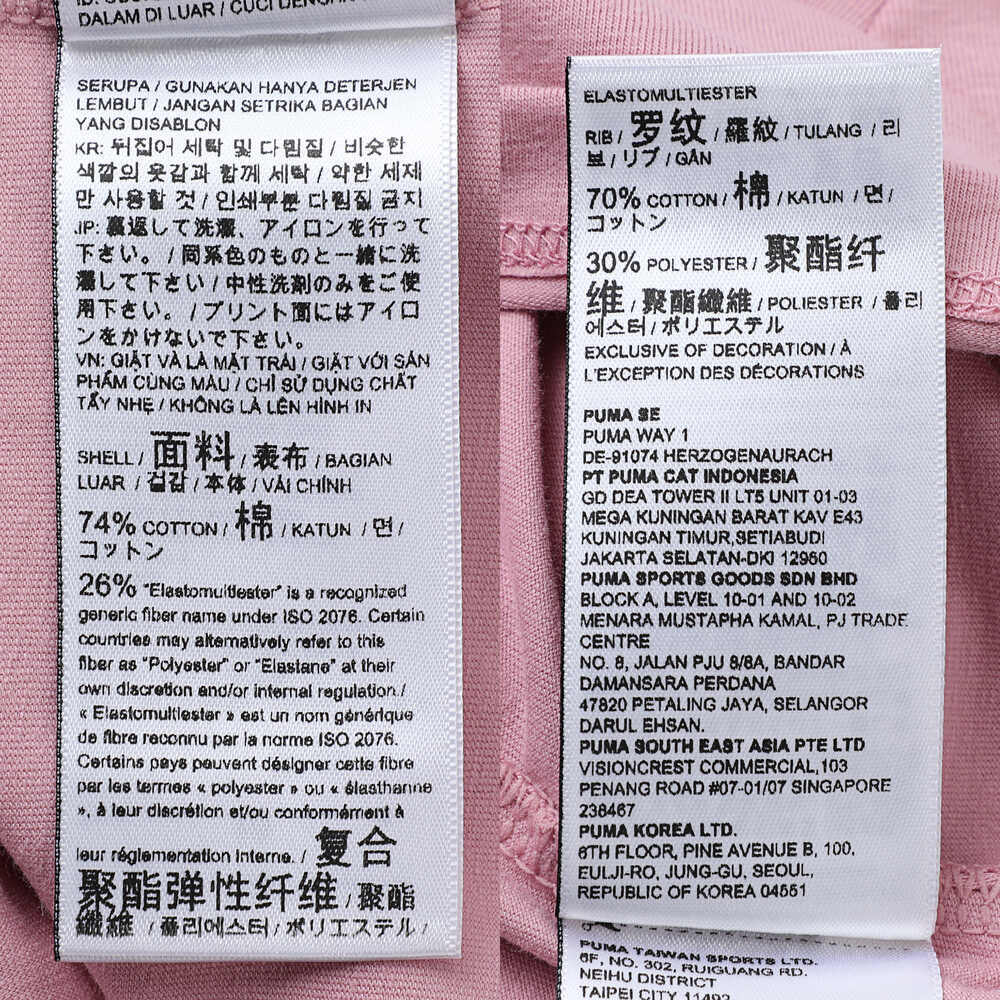 DALAM DI LUAR / CUCI DENGAN
SERUPA / GUNAKAN HANYA DETERJEN
LEMBUT / JANGAN SETRIKA BAGIAN
YANG DISABLON
KR: 뒤집어 세탁 및 다림질 / 비슷한
색깔의 옷감과 함께 세탁 / 약한 세제
만 사용할 것 / 인쇄부분 다림질 금지
JP: 裏返して洗濯、アイロンを行って
下さい。/ 同系色のものと一緒に洗
濯して下さい / 中性洗剤のみをご使
用下さい。/ プリント面にはアイロ
ンをかけないで下さい。
VN: GIẶT VÀ LÀ MẶT TRÁI / GIẶT VỚI SẢN
PHẨM CÙNG MÀU / CHỈ SỬ DỤNG CHẤT
TẨY NHẸ / KHÔNG LÀ LÊN HÌNH IN
SHELL / 面料 / 表布 / BAGIAN
LUAR / 겉감 / 本体 / VẢI CHÍNH
74% COTTON / 棉 / KATUN / 면 /
コットン
26% "Elastomultiester" is a recognized
generic fiber name under ISO 2076. Certain
countries may alternatively refer to this
fiber as "Polyester" or "Elastane" at their
own discretion and/or internal regulation /
« Elastomultiester » est un nom générique
de fibre reconnu par la norme ISO 2076.
Certains pays peuvent désigner cette fibre
par les termes « polyester » ou « élasthanne
», à leur discrétion et/ou conformément à
leur réglementation interne. / 复合
聚酯弹性纤维 / 聚酯
纖維 / 폴리에스터 / ポリエステル /
ELASTOMULTIESTER
RIB / 罗纹 / 羅紋 / TULANG / 리
브 / リブ / GÂN
70% COTTON / 棉 / KATUN / 면 /
コットン
30% POLYESTER / 聚酯纤
维 / 聚酯纖維 / POLIESTER / 폴리
에스터 / ポリエステル
EXCLUSIVE OF DECORATION / À
L'EXCEPTION DES DÉCORATIONS
PUMA SE
PUMA WAY 1
DE-91074 HERZOGENAURACH
PT PUMA CAT INDONESIA
GD DEA TOWER II LT5 UNIT 01-03
MEGA KUNINGAN BARAT KAV E43
KUNINGAN TIMUR,SETIABUDI
JAKARTA SELATAN-DKI 12950
PUMA SPORTS GOODS SDN BHD
BLOCK A, LEVEL 10-01 AND 10-02
MENARA MUSTAPHA KAMAL, PJ TRADE
CENTRE
NO. 8, JALAN PJU 8/8A, BANDAR
DAMANSARA PERDANA
47820 PETALING JAYA, SELANGOR
DARUL EHSAN.
PUMA SOUTH EAST ASIA PTE LTD
VISIONCREST COMMERCIAL,103
PENANG ROAD #07-01/07 SINGAPORE
238467
PUMA KOREA LTD.
6TH FLOOR, PINE AVENUE B, 100,
EULJI-RO, JUNG-GU, SEOUL,
REPUBLIC OF KOREA 04551
PUMA TAIWAN SPORTS LTD.
6F, NO. 302, RUIGUANG RD.
NEIHU DISTRICT
TAIPEI CITY 11492